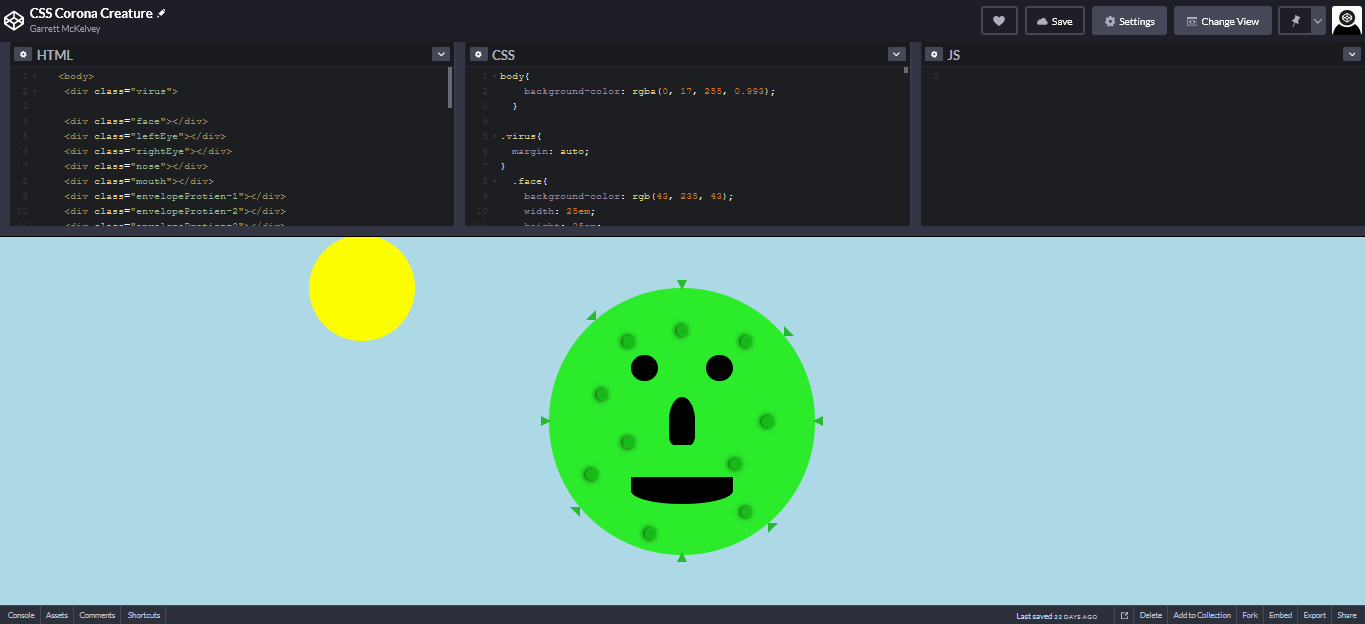 CSS Corona Creature
Garrett McKelvey
Save
Settings
Change View
HTML
1 <body>
2 <div class="virus">
3
4 <div class="face"></div>
5 <div class="leftEye"></div>
6 <div class="rightEye"></div>
7 <div class="nose"></div>
8 <div class="mouth"></div>
9 <div class="envelopeProtien-1"></div>
10 <div class="envelopeProtien-2"></div>
CSS
1 body{
2 background-color: rgba(0, 17, 255, 0.993);
3 }
4
5 .virus{
6 margin: auto;
7 }
8 .face{
9 background-color: rgb(43, 235, 43);
10 width: 25em;
JS
1
Console
Assets
Comments
Shortcuts
Last saved 22 DAYS AGO
Delete
Add to Collection
Fork
Embed
Export
Share